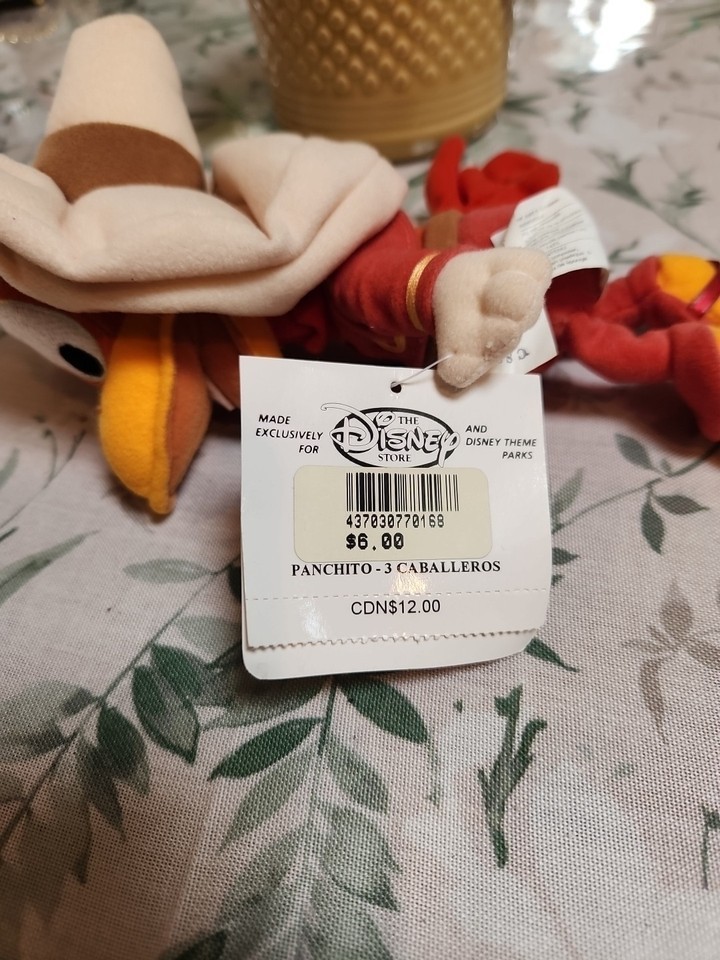 MADE EXCLUSIVELY FOR
THE
Disney
STORE
AND DISNEY THEME PARKS
437030770168
$6.00
PANCHITO - 3 CABALLEROS
CDN$12.00